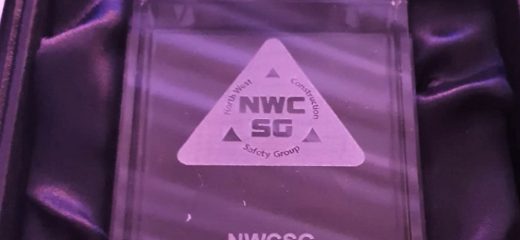 North West Construction
NWC
SG
Safety Group
NWCSG